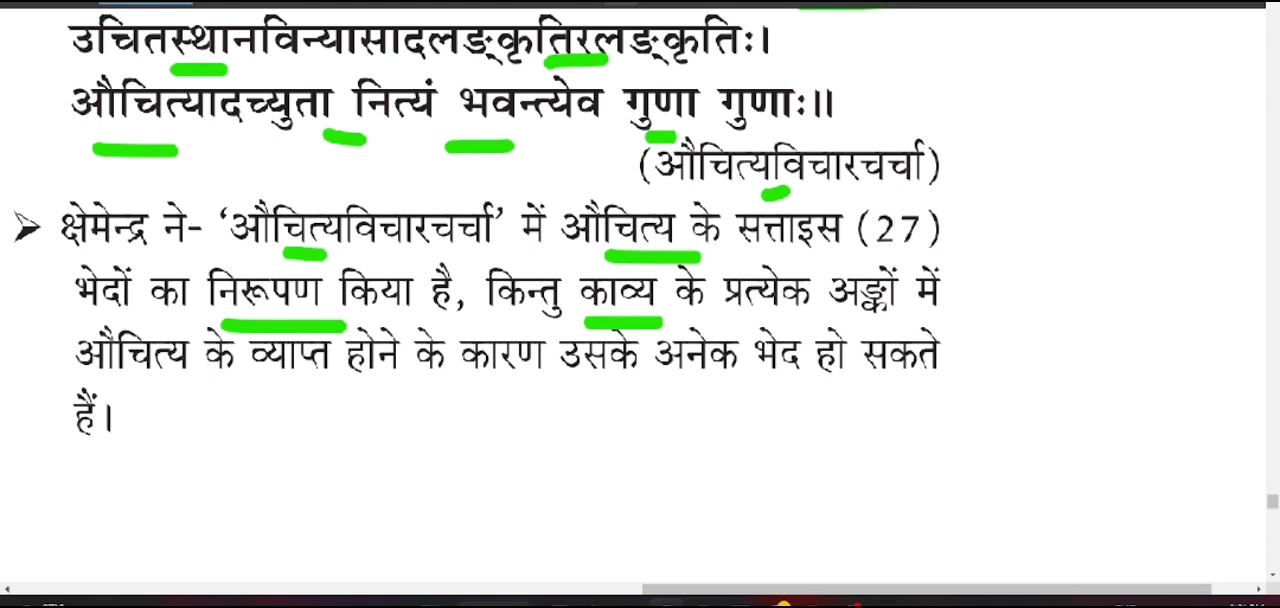 उचितस्थानविन्यासादलङ्कृतिरलङ्कृतिः।
औचित्यादच्युता नित्यं भवन्त्येव गुणा गुणाः॥
(औचित्यविचारचर्चा)
➢ क्षेमेन्द्र ने- ‘औचित्यविचारचर्चा’ में औचित्य के सत्ताइस (27)
भेदों का निरूपण किया है, किन्तु काव्य के प्रत्येक अङ्कों में
औचित्य के व्याप्त होने के कारण उसके अनेक भेद हो सकते
हैं।